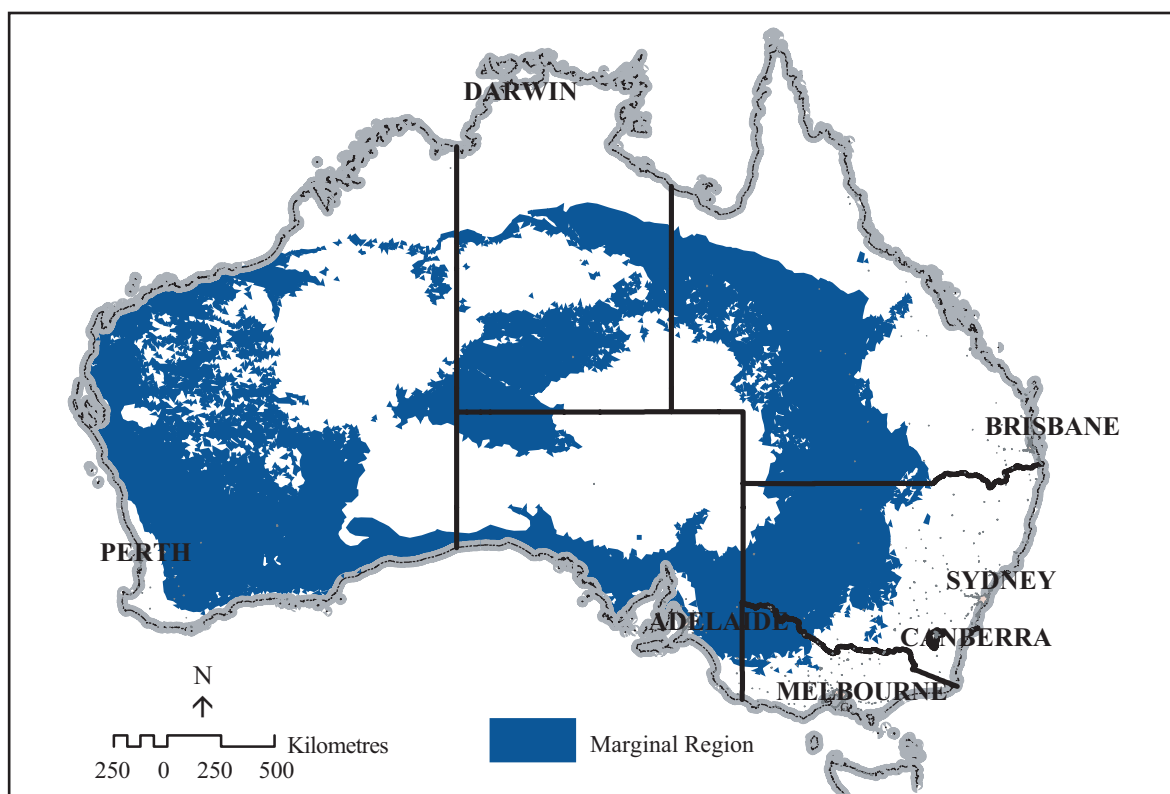 DARWIN
BRISBANE
PERTH
SYDNEY
ADELAIDE
CANBERRA
N
MELBOURNE
Kilometres
Marginal Region
250 0 250 500